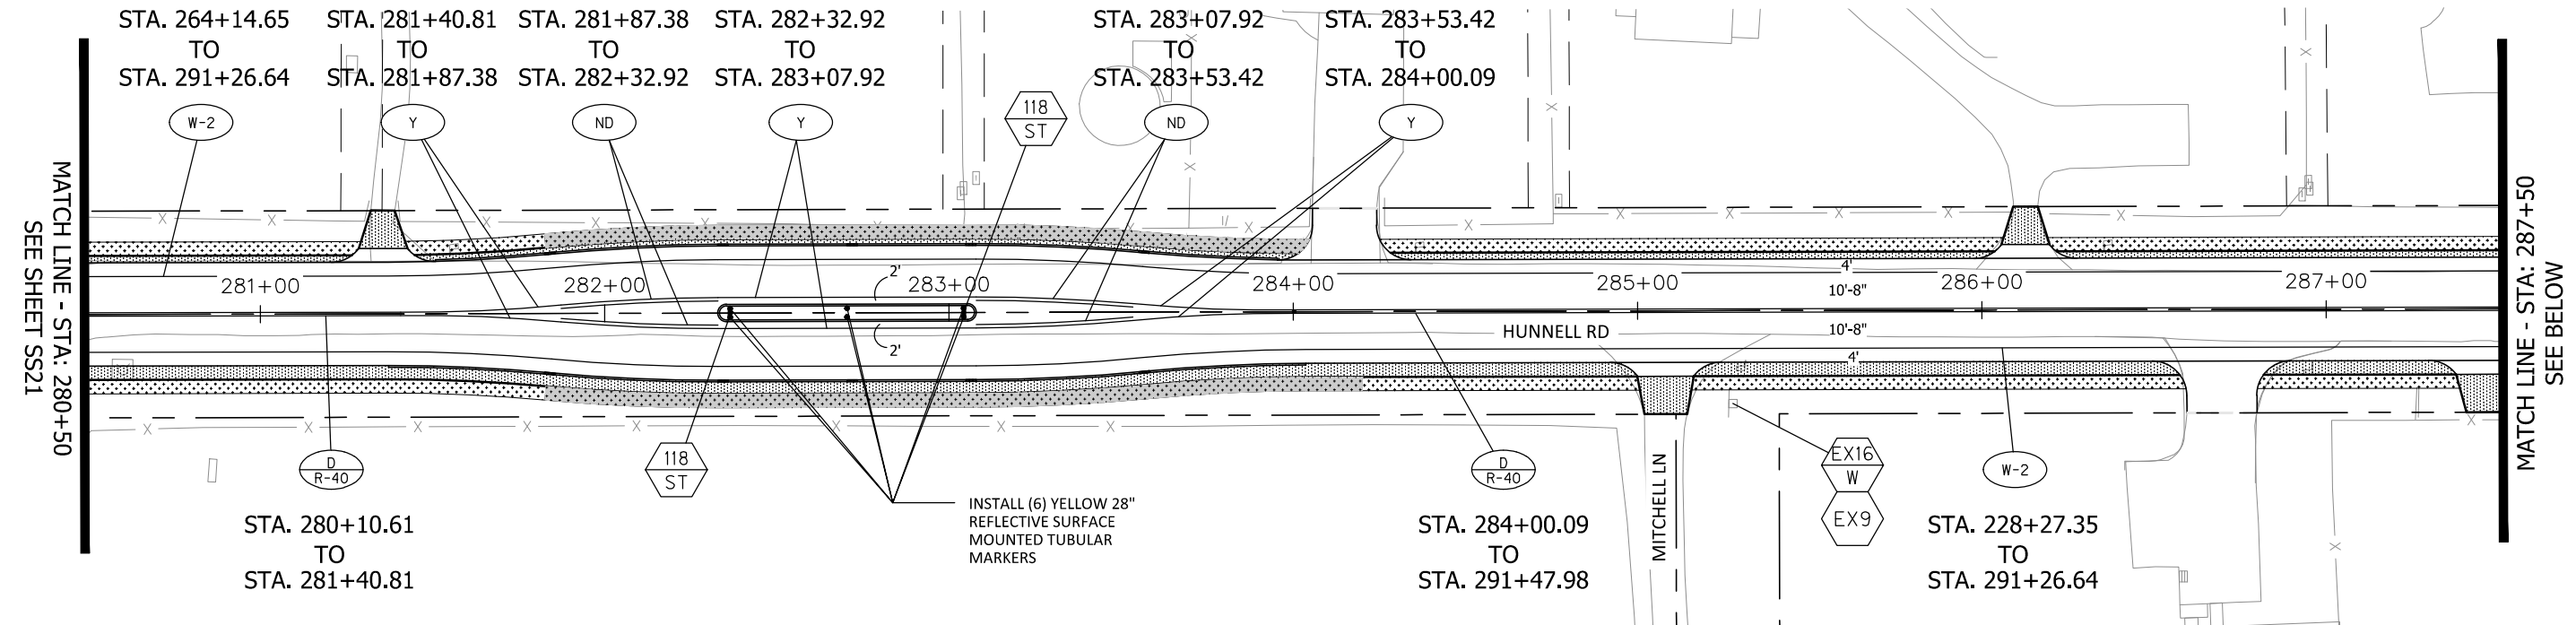 STA. 264+14.65
TO
STA. 291+26.64
STA. 281+40.81
TO
STA. 281+87.38
STA. 281+87.38
TO
STA. 282+32.92
STA. 282+32.92
TO
STA. 283+07.92
STA. 283+07.92
TO
STA. 283+53.42
STA. 283+53.42
TO
STA. 284+00.09
W-2
Y
ND
Y
118
ST
ND
Y
MATCH LINE - STA: 280+50
SEE SHEET SS21
281+00
282+00
2'
283+00
284+00
285+00
4'
10'-8"
286+00
287+00
HUNNELL RD
10'-8"
2'
4'
MATCH LINE - STA: 287+50
SEE BELOW
D
R-40
118
ST
D
R-40
MITCHELL LN
EX16
W
EX9
W-2
INSTALL (6) YELLOW 28"
REFLECTIVE SURFACE
MOUNTED TUBULAR
MARKERS
STA. 280+10.61
TO
STA. 281+40.81
STA. 284+00.09
TO
STA. 291+47.98
STA. 228+27.35
TO
STA. 291+26.64